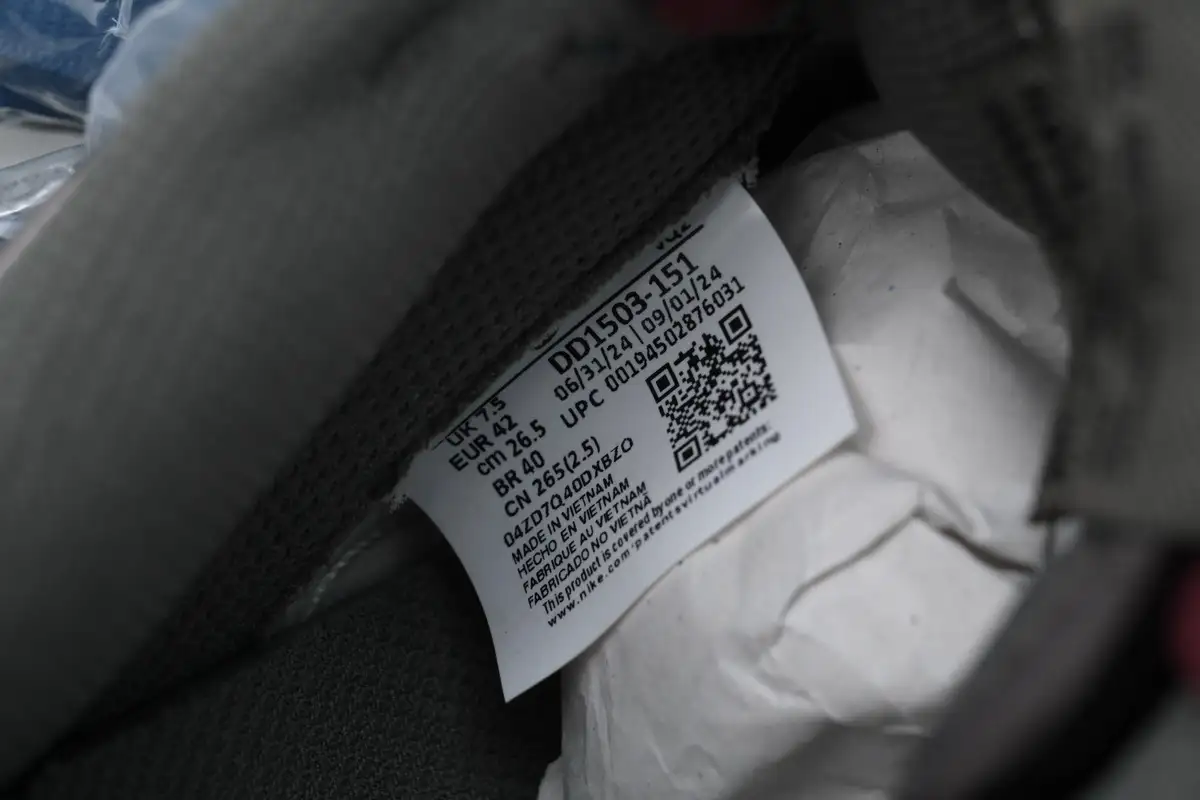 DD1503-151
06/31/24 | 09/01/24
UPC 00194502876031
UK 7.5
EUR 42
cm 26.5
BR 40
CN 265(2.5)
04ZD7Q40DXBZO
MADE IN VIETNAM
HECHO EN VIETNAM
FABRIQUE AU VIETNAM
FABRICADO NO VIETNÃ
This product is covered by one or more patents:
www.nike.com/patentsvirtualmarking